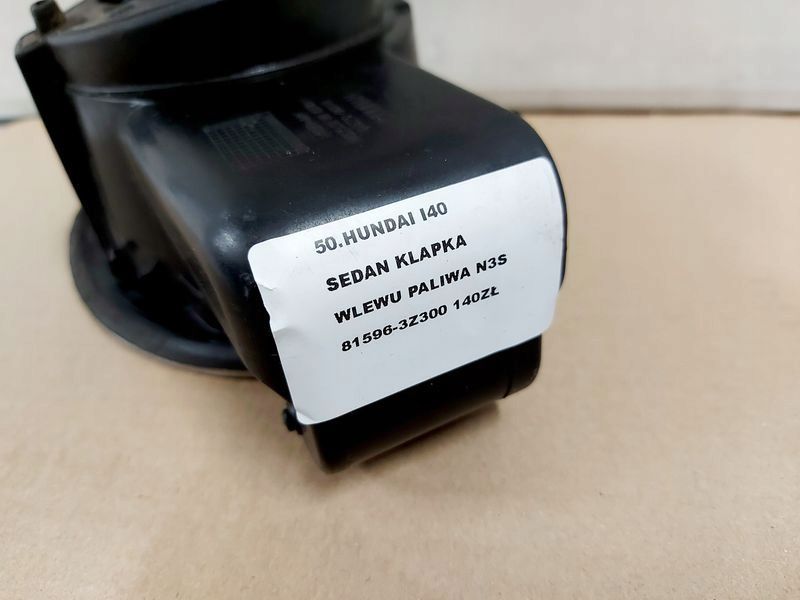 50.HUNDAI I40
SEDAN KLAPKA
WLEWU PALIWA N3S
81596-3Z300 140ZŁ